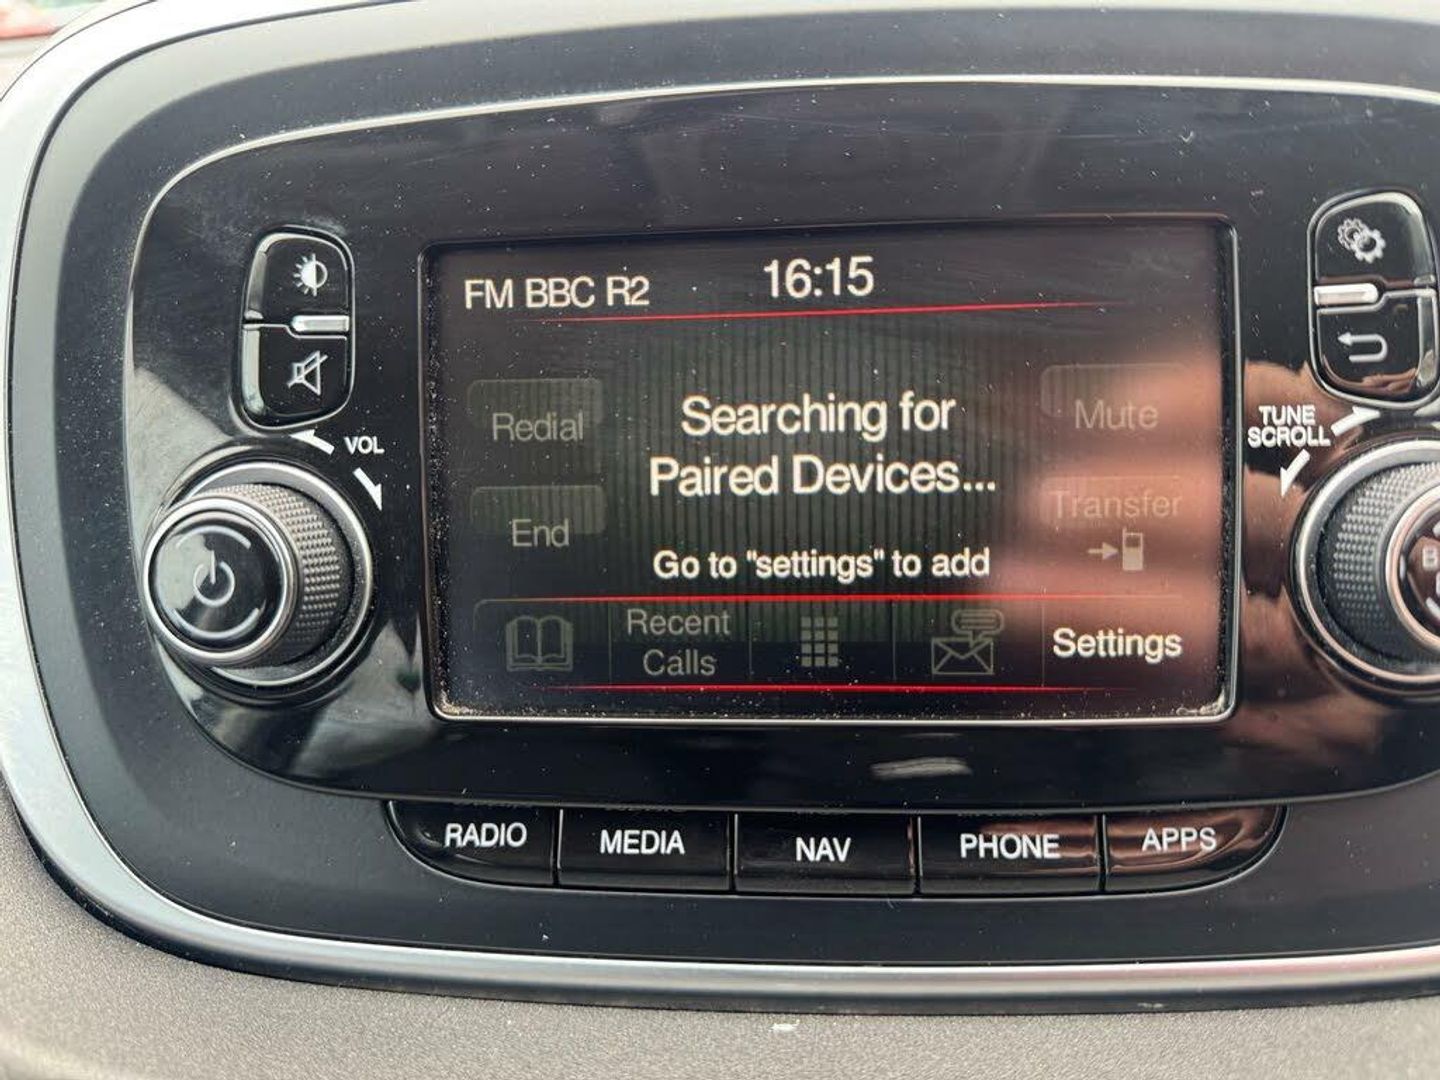 FM BBC R2
16:15
Redial
Searching for
Paired Devices...
Mute
End
Transfer
Go to "settings" to add
Recent
Calls
Settings
VOL
TUNE
SCROLL
RADIO
MEDIA
NAV
PHONE
APPS